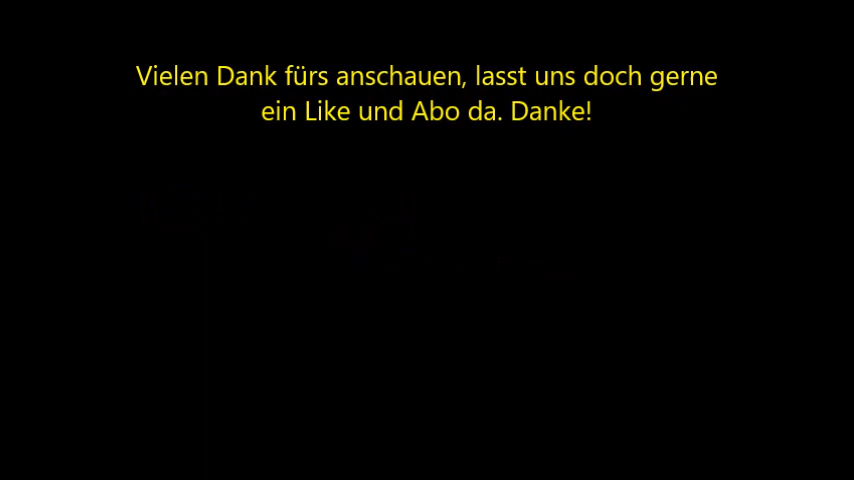 Vielen Dank fürs anschauen, lasst uns doch gerne
ein Like und Abo da. Danke!